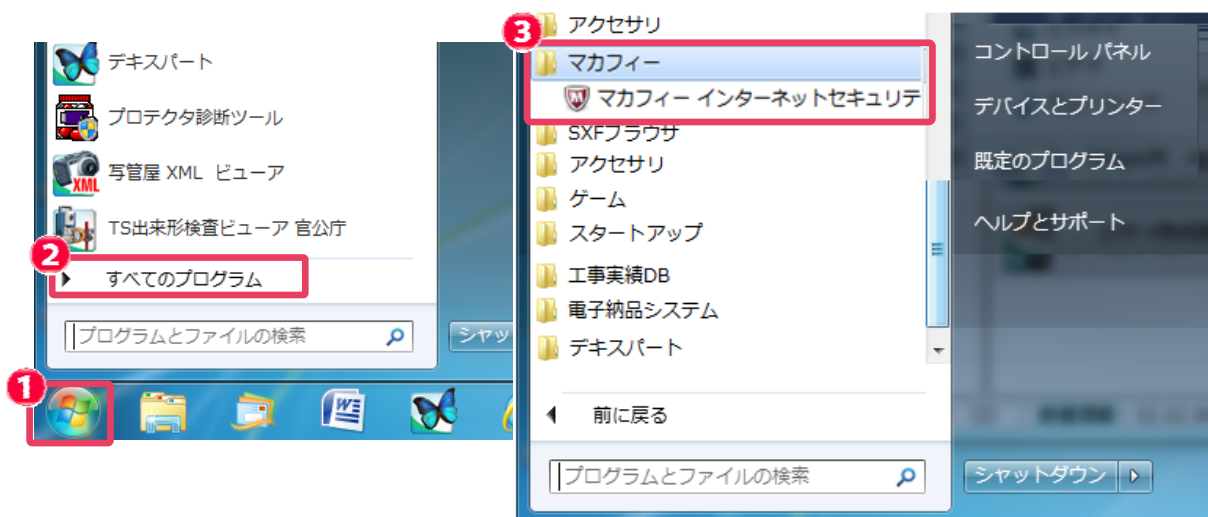 デキスパート
プロテクタ診断ツール
XML
写管屋 XML ビューア
TS出来形検査ビューア 官公庁
2
すべてのプログラム
プログラムとファイルの検索
シャッ
1
W
3
アクセサリ
マカフィー
M
マカフィー インターネットセキュリテ
SXFブラウサ
アクセサリ
ゲーム
スタートアップ
工事実績DB
電子納品システム
デキスパート
前に戻る
プログラムとファイルの検索
コントロール パネル
デバイスとプリンター
既定のプログラム
ヘルプとサポート
シャットダウン